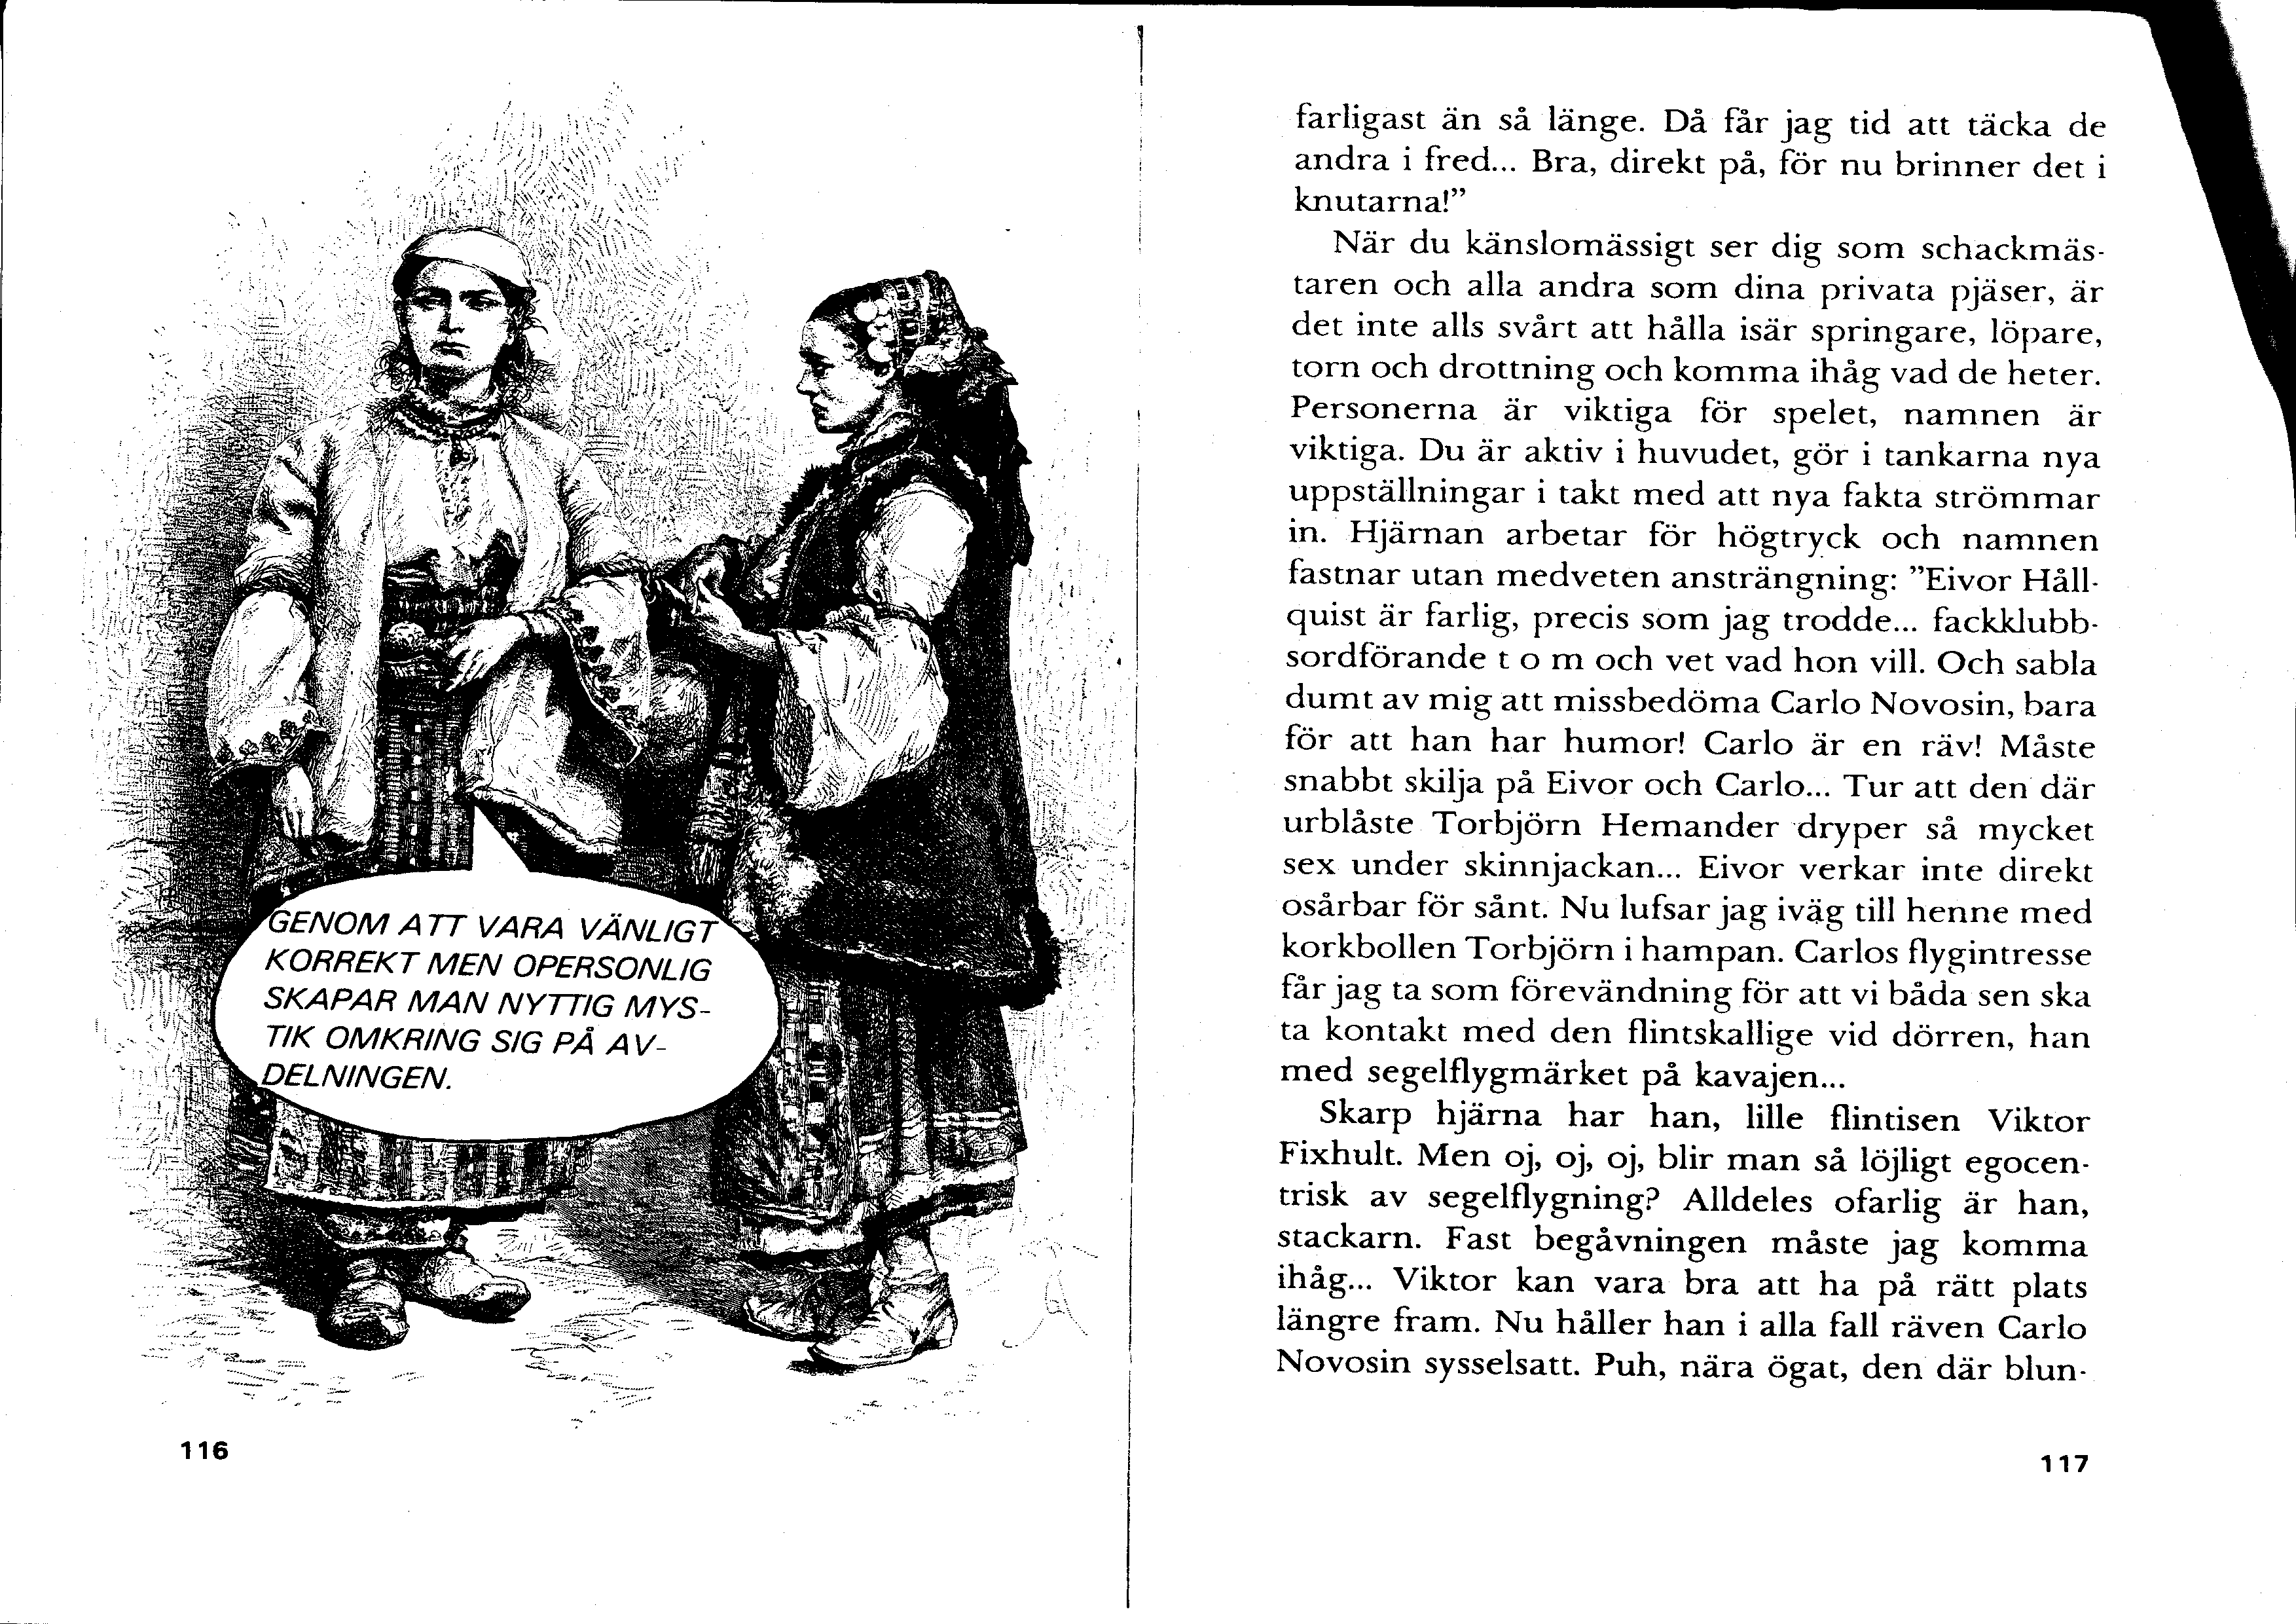 GENOM ATT VARA VÄNLIGT
KORREKT MEN OPERSONLIG
SKAPAR MAN NYTTIG MYS-
TIK OMKRING SIG PÅ AV-
DELNINGEN.
116
farligast än så länge. Då får jag tid att täcka de
andra i fred... Bra, direkt på, för nu brinner det i
knutarna!”
När du känslomässigt ser dig som schackmäs-
taren och alla andra som dina privata pjäser, är
det inte alls svårt att hålla isär springare, löpare,
torn och drottning och komma ihåg vad de heter.
Personerna är viktiga för spelet, namnen är
viktiga. Du är aktiv i huvudet, gör i tankarna nya
uppställningar i takt med att nya fakta strömmar
in. Hjärnan arbetar för högtryck och namnen
fastnar utan medveten ansträngning: ”Eivor Håll-
quist är farlig, precis som jag trodde... fackklubb-
sordförande t o m och vet vad hon vill. Och sabla
dumt av mig att missbedöma Carlo Novosin, bara
för att han har humor! Carlo är en räv! Måste
snabbt skilja på Eivor och Carlo... Tur att den där
urblåste Torbjörn Hemander dryper så mycket
sex under skinnjackan... Eivor verkar inte direkt
osårbar för sånt. Nu lufsar jag iväg till henne med
korkbollen Torbjörn i hampan. Carlos flygintresse
får jag ta som förevändning för att vi båda sen ska
ta kontakt med den flintskallige vid dörren, han
med segelflygmärket på kavajen...
Skarp hjärna har han, lille flintisen Viktor
Fixhult. Men oj, oj, oj, blir man så löjligt egocen-
trisk av segelflygning? Alldeles ofarlig är han,
stackarn. Fast begåvningen måste jag komma
ihåg... Viktor kan vara bra att ha på rätt plats
längre fram. Nu håller han i alla fall räven Carlo
Novosin sysselsatt. Puh, nära ögat, den där blun-
117